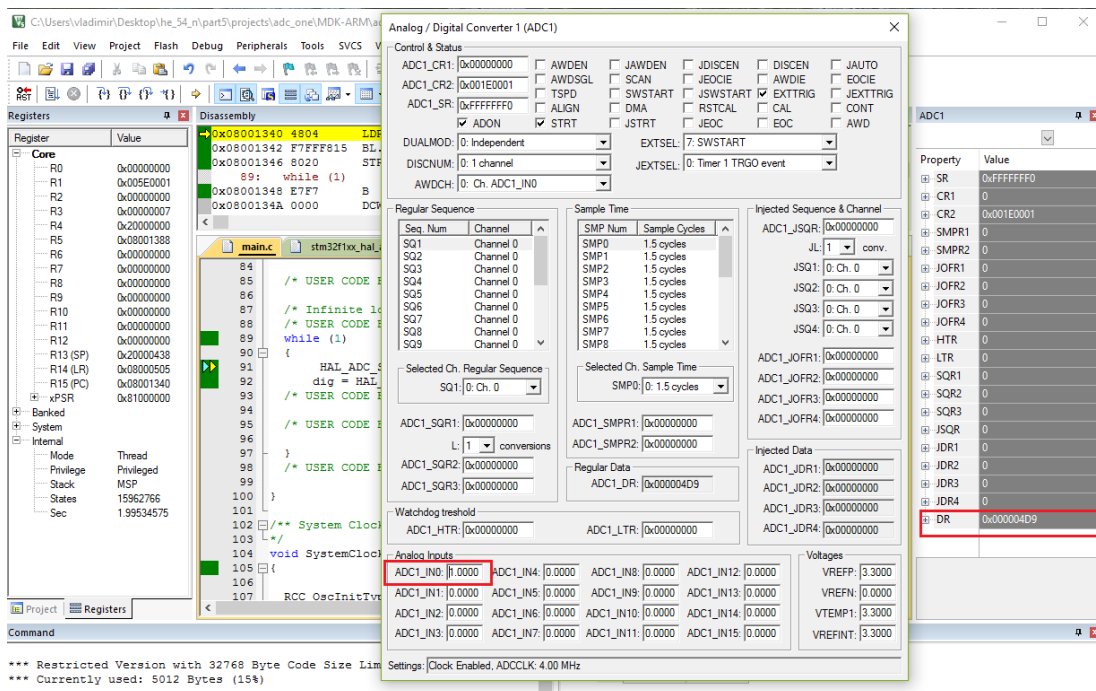 C:\Users\vladimir\Desktop\he_54_n\part5\projects\adc_one\MDK-ARM\ad
File Edit View Project Flash Debug Peripherals Tools SVCS
Registers
Register Value
Core
R0 0x00000000
R1 0x005E0001
R2 0x00000000
R3 0x00000007
R4 0x20000000
R5 0x08001388
R6 0x00000000
R7 0x00000000
R8 0x00000000
R9 0x00000000
R10 0x00000000
R11 0x00000000
R12 0x00000000
R13 (SP) 0x20000438
R14 (LR) 0x08000505
R15 (PC) 0x08001340
xPSR 0x81000000
Banked
System
Internal
Mode Thread
Privilege Privileged
Stack MSP
States 15962766
Sec 1.99534575
Project Registers
Disassembly
0x08001340 4804 LDR
0x08001342 F7FFF815 BL.
0x08001346 8020 STR
89: while (1)
0x08001348 E7F7 B
0x0800134A 0000 DCW
main.c stm32f1xx_hal_a
84
85 /* USER CODE
86
87 /* Infinite lo
88 /* USER CODE
89 while (1)
90 {
91 HAL_ADC_S
92 dig = HAL_
93 /* USER CODE
94
95 /* USER CODE
96
97 }
98 /* USER CODE
99
100 }
101
102 /** System Clock
103 */
104 void SystemClock
105 {
106
107 RCC_OscInitTy
Analog / Digital Converter 1 (ADC1)
Control & Status
ADC1_CR1: 0x00000000 AWDEN JAWDEN JDISCEN DISCEN JAUTO
AWDSGL SCAN JEOCIE AWDIE EOCIE
ADC1_CR2: 0x001E0001 TSPD SWSTART JSWSTART EXTTRIG JEXTTRIG
ADC1_SR: 0xFFFFFFF0 ALIGN DMA RSTCAL CAL CONT
ADON STRT JSTRT JEOC EOC AWD
DUALMOD: 0: Independent EXTSEL: 7: SWSTART
DISCNUM: 0: 1 channel JEXTSEL: 0: Timer 1 TRGO event
AWDCH: 0: Ch. ADC1_IN0
Regular Sequence
Seq. Num Channel
SQ1 Channel 0
SQ2 Channel 0
SQ3 Channel 0
SQ4 Channel 0
SQ5 Channel 0
SQ6 Channel 0
SQ7 Channel 0
SQ8 Channel 0
SQ9 Channel 0
Selected Ch. Regular Sequence
SQ1: 0: Ch. 0
ADC1_SQR1: 0x00000000
L: 1 conversions
ADC1_SQR2: 0x00000000
ADC1_SQR3: 0x00000000
Sample Time
SMP Num Sample Cycles
SMP0 1.5 cycles
SMP1 1.5 cycles
SMP2 1.5 cycles
SMP3 1.5 cycles
SMP4 1.5 cycles
SMP5 1.5 cycles
SMP6 1.5 cycles
SMP7 1.5 cycles
SMP8 1.5 cycles
Selected Ch. Sample Time
SMP0: 0: 1.5 cycles
ADC1_SMPR1: 0x00000000
ADC1_SMPR2: 0x00000000
Regular Data
ADC1_DR: 0x000004D9
Injected Sequence & Channel
ADC1_JSQR: 0x00000000
JL: 1 conv.
JSQ1: 0: Ch. 0
JSQ2: 0: Ch. 0
JSQ3: 0: Ch. 0
JSQ4: 0: Ch. 0
ADC1_JOFR1: 0x00000000
ADC1_JOFR2: 0x00000000
ADC1_JOFR3: 0x00000000
ADC1_JOFR4: 0x00000000
Injected Data
ADC1_JDR1: 0x00000000
ADC1_JDR2: 0x00000000
ADC1_JDR3: 0x00000000
ADC1_JDR4: 0x00000000
Watchdog treshold
ADC1_HTR: 0x00000000 ADC1_LTR: 0x00000000
Analog Inputs
ADC1_IN0: 1.0000 ADC1_IN4: 0.0000 ADC1_IN8: 0.0000 ADC1_IN12: 0.0000
ADC1_IN1: 0.0000 ADC1_IN5: 0.0000 ADC1_IN9: 0.0000 ADC1_IN13: 0.0000
ADC1_IN2: 0.0000 ADC1_IN6: 0.0000 ADC1_IN10: 0.0000 ADC1_IN14: 0.0000
ADC1_IN3: 0.0000 ADC1_IN7: 0.0000 ADC1_IN11: 0.0000 ADC1_IN15: 0.0000
Voltages
VREFP: 3.3000
VREFN: 0.0000
VTEMP1: 3.3000
VREFINT: 3.3000
Settings: Clock Enabled, ADCCLK: 4.00 MHz
ADC1
Property Value
SR 0xFFFFFFF0
CR1 0
CR2 0x001E0001
SMPR1 0
SMPR2 0
JOFR1 0
JOFR2 0
JOFR3 0
JOFR4 0
HTR 0
LTR 0
SQR1 0
SQR2 0
SQR3 0
JSQR 0
JDR1 0
JDR2 0
JDR3 0
JDR4 0
DR 0x000004D9
Command
*** Restricted Version with 32768 Byte Code Size Lim
*** Currently used: 5012 Bytes (15%)